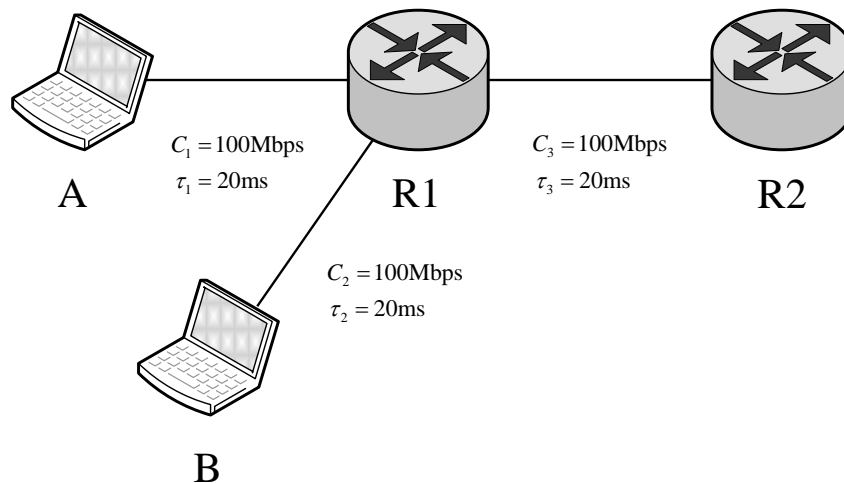 C₁ = 100Mbps
τ₁ = 20ms
C₃ = 100Mbps
τ₃ = 20ms
A
R1
R2
C₂ = 100Mbps
τ₂ = 20ms
B